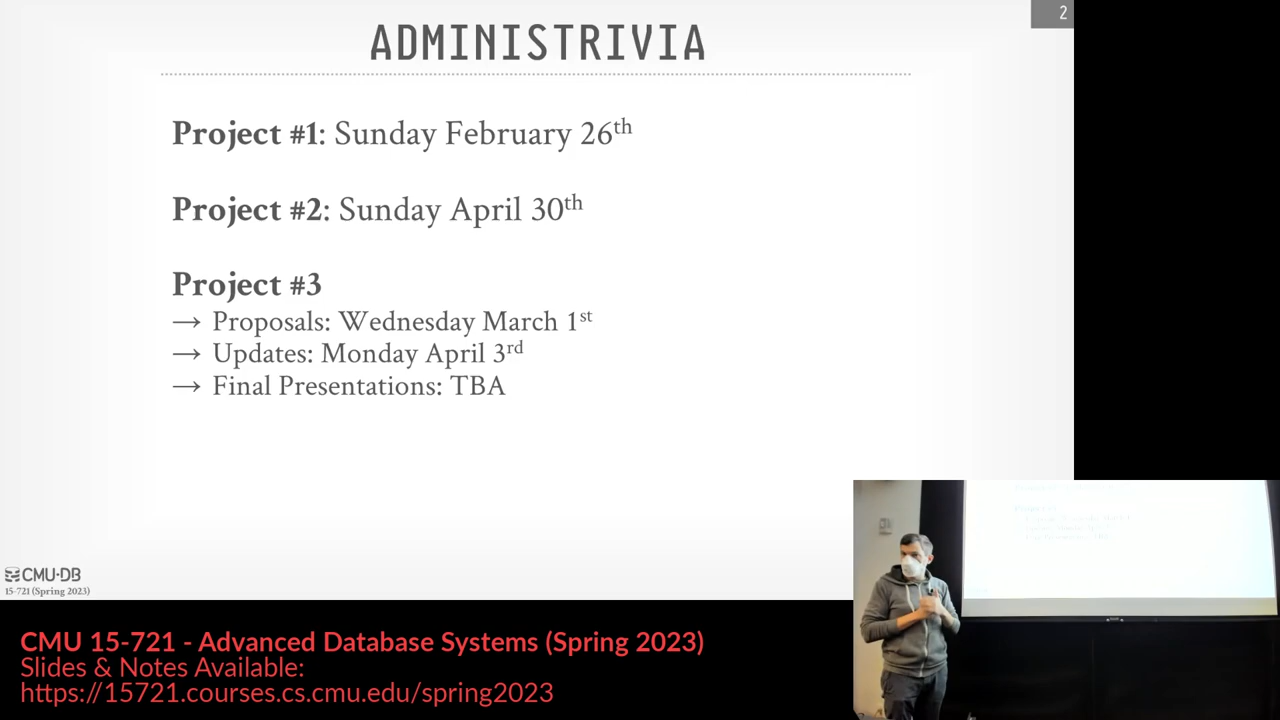 2
ADMINISTRIVIA
Project #1: Sunday February 26th
Project #2: Sunday April 30th
Project #3
→ Proposals: Wednesday March 1st
→ Updates: Monday April 3rd
→ Final Presentations: TBA
CMU·DB
15-721 (Spring 2023)
CMU 15-721 - Advanced Database Systems (Spring 2023)
Slides & Notes Available:
https://15721.courses.cs.cmu.edu/spring2023